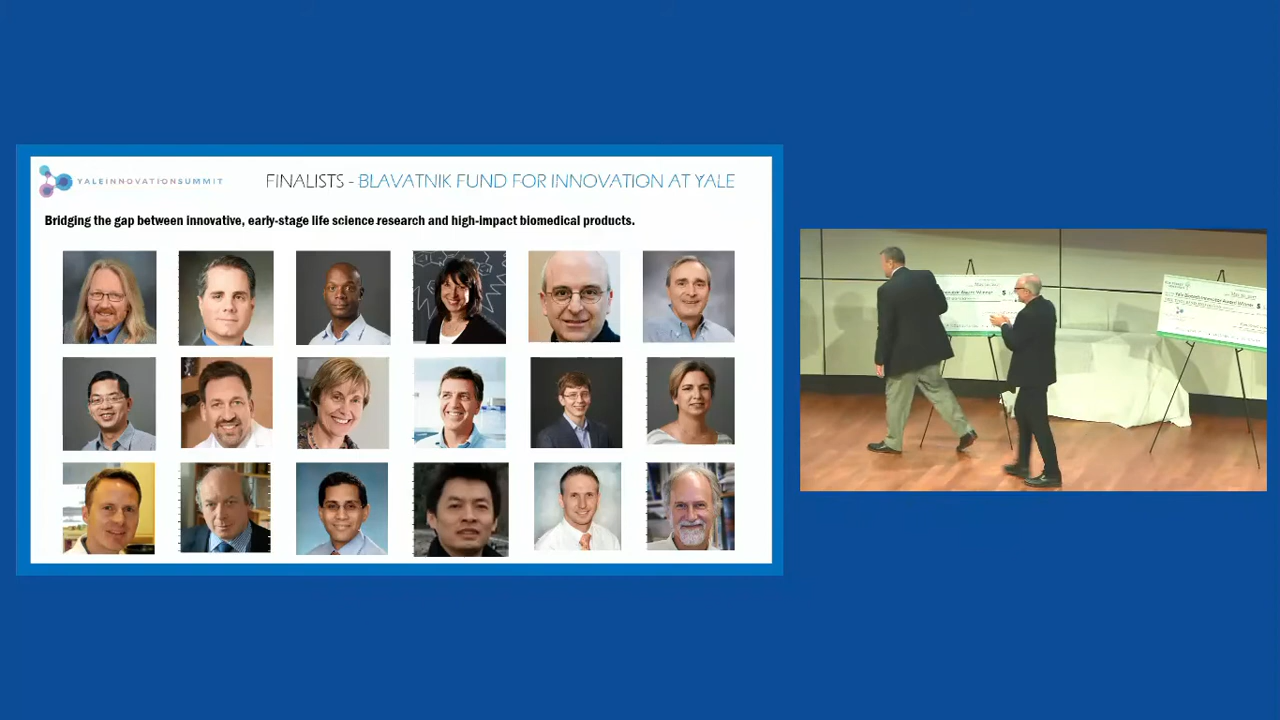 YALEINNOVATIONSUMMIT
FINALISTS - BLAVATNIK FUND FOR INNOVATION AT YALE
Bridging the gap between innovative, early-stage life science research and high-impact biomedical products.